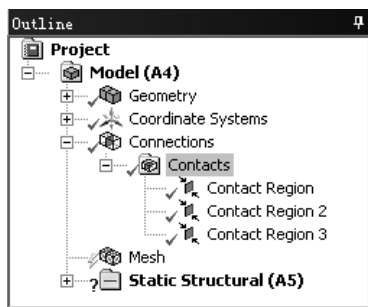 Outline
Project
Model (A4)
Geometry
Coordinate Systems
Connections
Contacts
Contact Region
Contact Region 2
Contact Region 3
Mesh
Static Structural (A5)